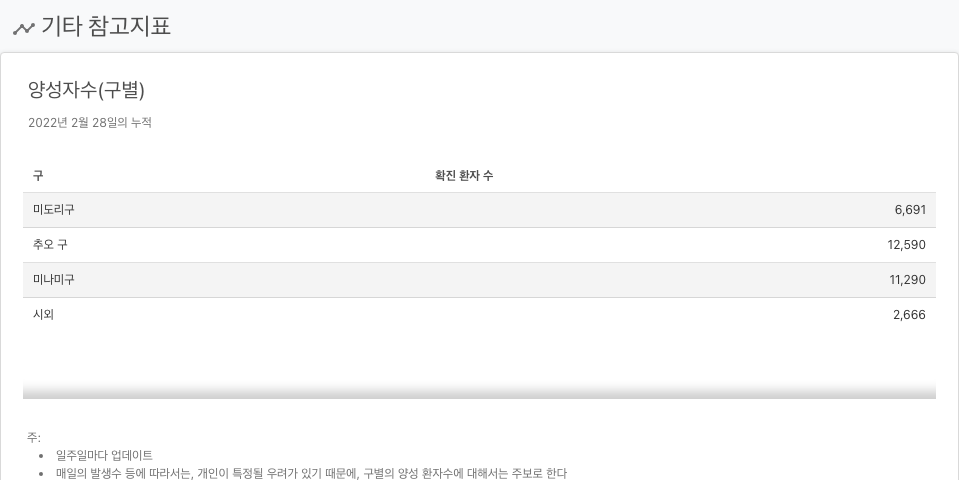 기타 참고지표
양성자수(구별)
2022년 2월 28일의 누적
구 확진 환자 수
미도리구 6,691
추오 구 12,590
미나미구 11,290
시외 2,666
주:
• 일주일마다 업데이트
• 매일의 발생수 등에 따라서는, 개인이 특정될 우려가 있기 때문에, 구별의 양성 환자수에 대해서는 주보로 한다